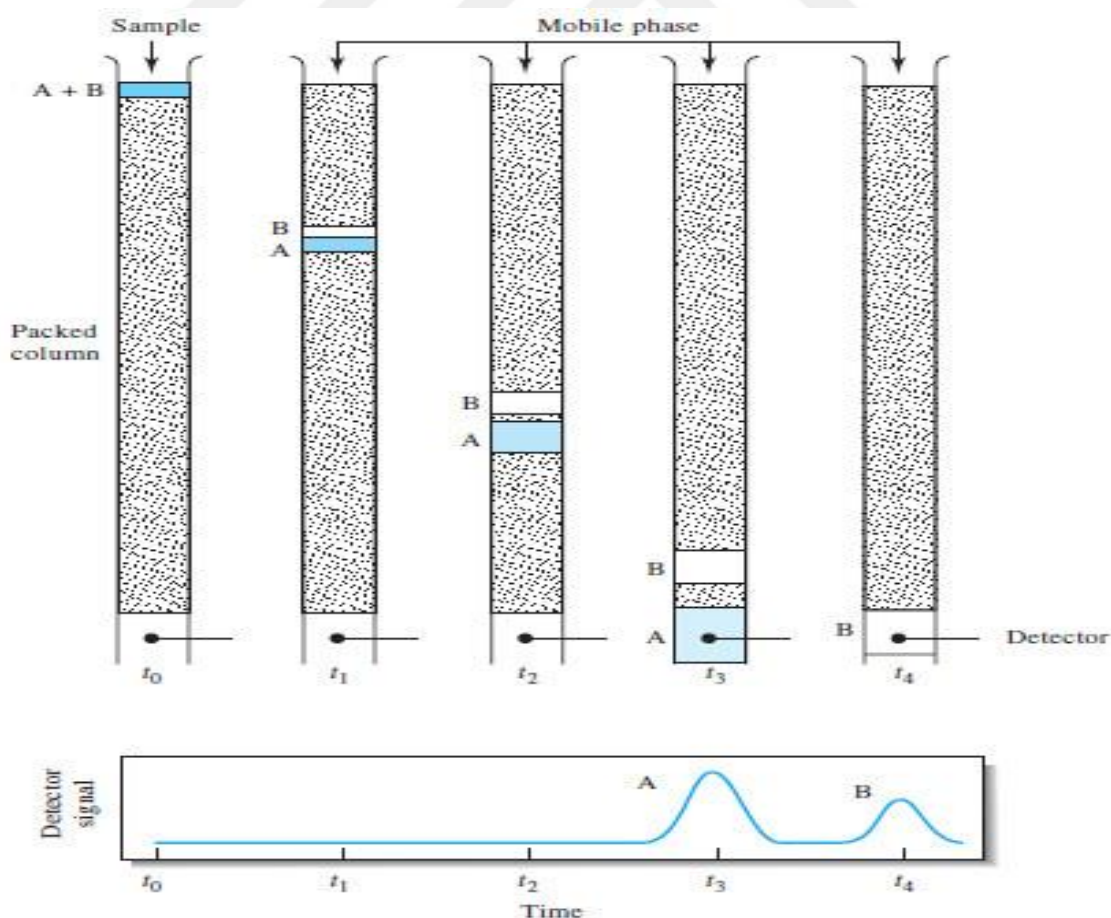 Sample
Mobile phase
A + B
B
A
Packed
column
B
A
B
A
B
Detector
t0
t1
t2
t3
t4
Detector
signal
A
B
t0
t1
t2
t3
t4
Time